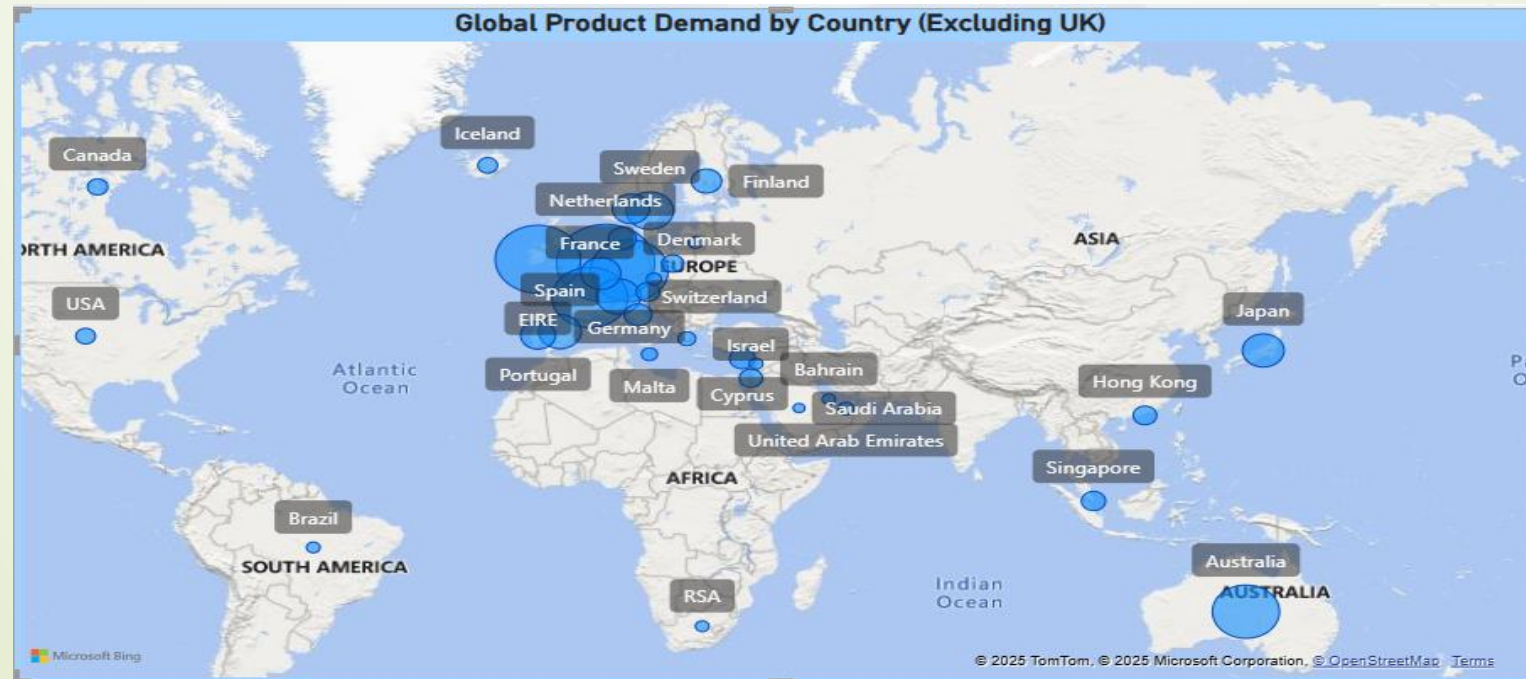 Global Product Demand by Country (Excluding UK)
Iceland
Canada
Sweden
Finland
Netherlands
France
Denmark
ORTH AMERICA
ASIA
EUROPE
Spain
Switzerland
USA
Japan
EIRE
Germany
Israel
Atlantic
Ocean
Portugal
Malta
Bahrain
Hong Kong
Cyprus
Saudi Arabia
United Arab Emirates
Singapore
AFRICA
Brazil
SOUTH AMERICA
Australia
AUSTRALIA
Indian
Ocean
RSA
Microsoft Bing
© 2025 TomTom, © 2025 Microsoft Corporation, © OpenStreetMap Terms